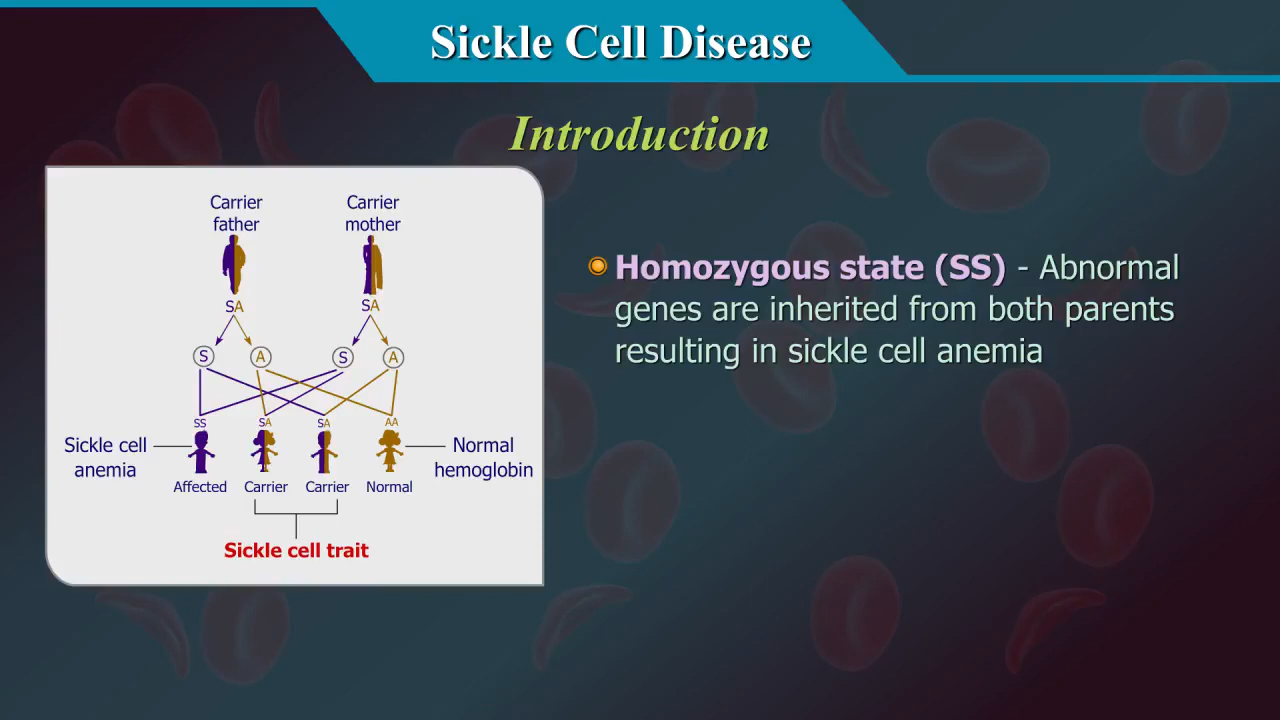 Sickle Cell Disease
Introduction
Carrier father
Carrier mother
SA
SA
S
A
S
A
SS
SA
SA
AA
Sickle cell anemia
Normal hemoglobin
Affected
Carrier
Carrier
Normal
Sickle cell trait
Homozygous state (SS) - Abnormal
genes are inherited from both parents
resulting in sickle cell anemia